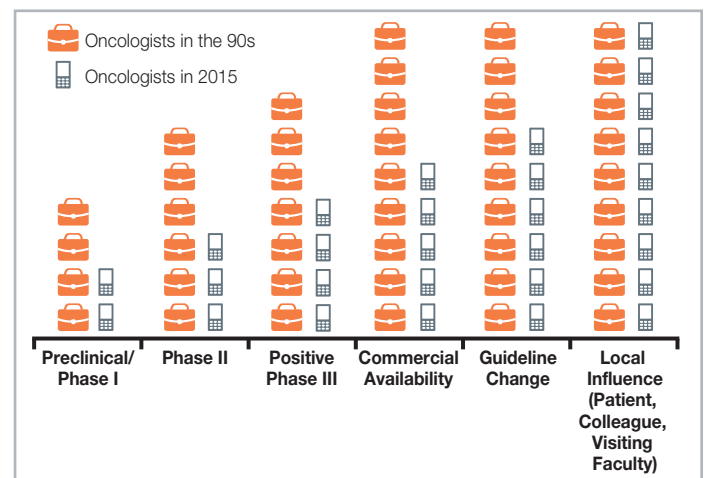 Oncologists in the 90s
Oncologists in 2015
Preclinical/
Phase I
Phase II
Positive
Phase III
Commercial
Availability
Guideline
Change
Local
Influence
(Patient,
Colleague,
Visiting
Faculty)